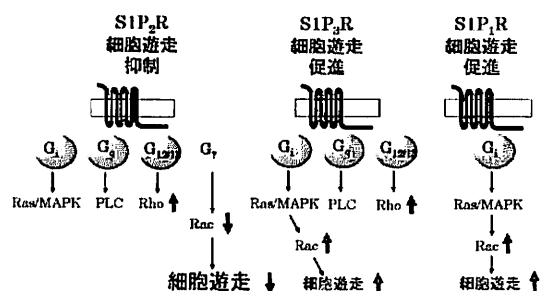 S1P₂R
細胞遊走
抑制
S1P₃R
細胞遊走
促進
S1P₁R
細胞遊走
促進
Gᵢ Gq G12/13 G? Gᵢ Gq G12/13 Gᵢ
Ras/MAPK PLC Rho Ras/MAPK PLC Rho Ras/MAPK
Rac Rac Rac
細胞遊走 細胞遊走 細胞遊走